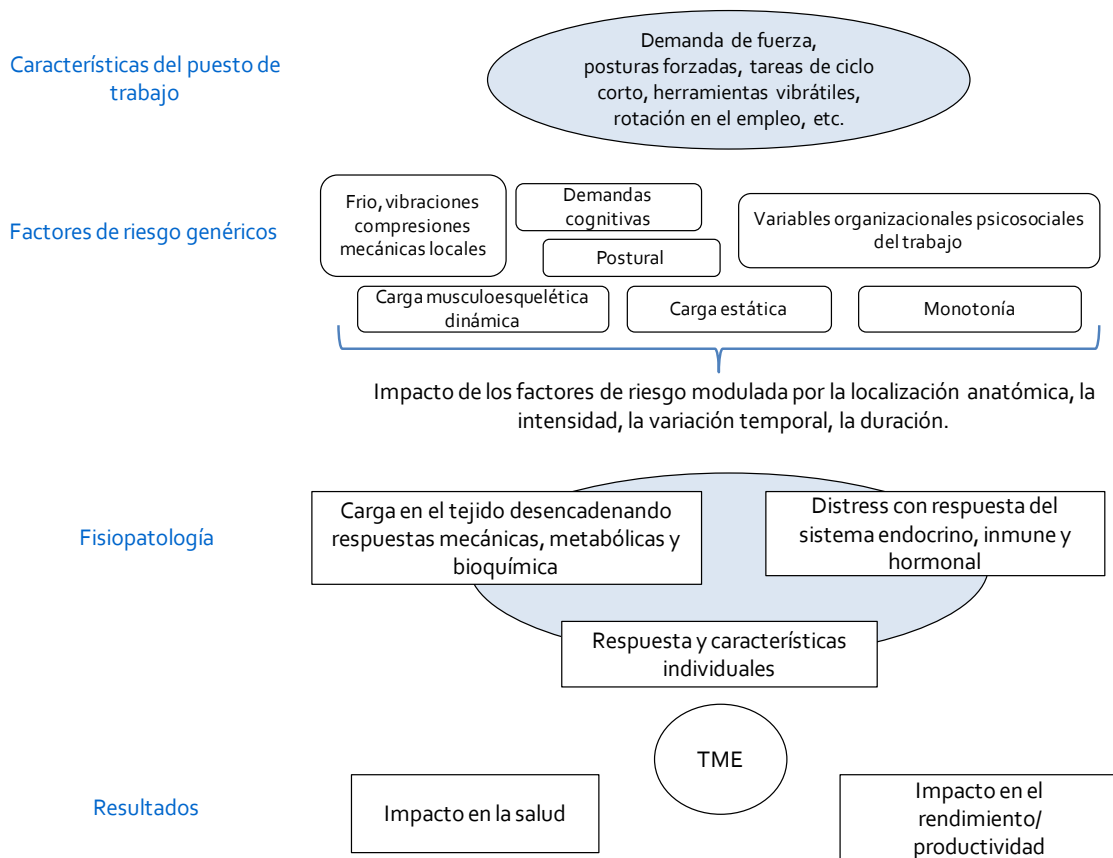 Características del puesto de
trabajo
Demanda de fuerza,
posturas forzadas, tareas de ciclo
corto, herramientas vibrátiles,
rotación en el empleo, etc.
Factores de riesgo genéricos
Frio, vibraciones
compresiones
mecánicas locales
Demandas
cognitivas
Postural
Variables organizacionales psicosociales
del trabajo
Carga musculoesquelética
dinámica
Carga estática
Monotonía
Impacto de los factores de riesgo modulada por la localización anatómica, la
intensidad, la variación temporal, la duración.
Fisiopatología
Carga en el tejido desencadenando
respuestas mecánicas, metabólicas y
bioquímica
Distress con respuesta del
sistema endocrino, inmune y
hormonal
Respuesta y características
individuales
TME
Resultados
Impacto en la salud
Impacto en el
rendimiento/
productividad